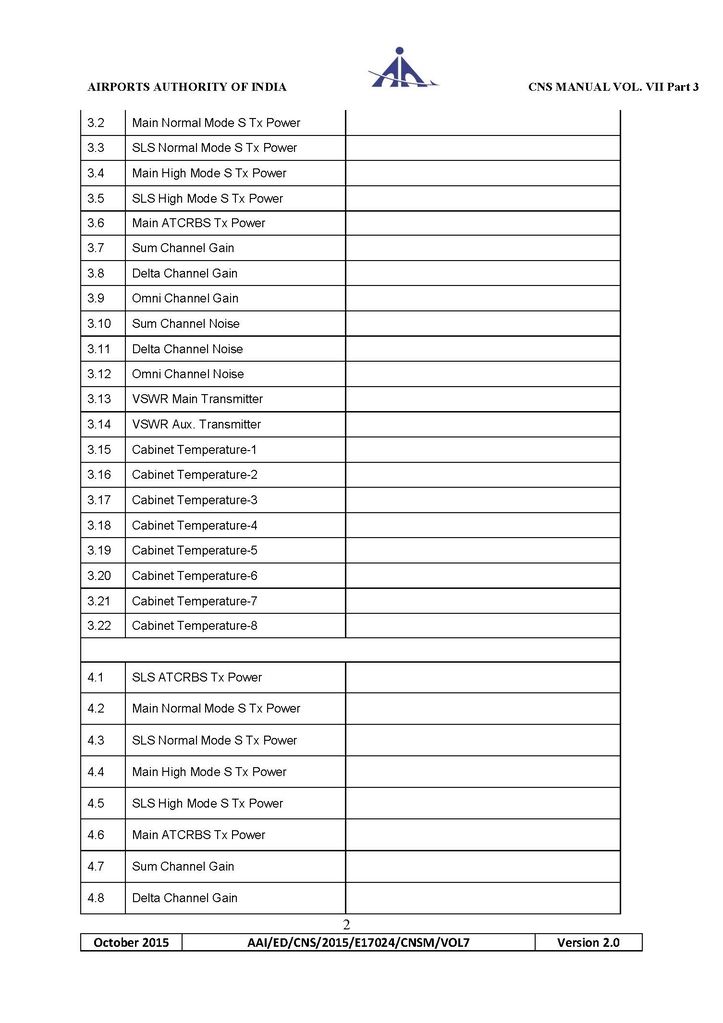 AIRPORTS AUTHORITY OF INDIA CNS MANUAL VOL. VII Part 3
3.2 Main Normal Mode S Tx Power
3.3 SLS Normal Mode S Tx Power
3.4 Main High Mode S Tx Power
3.5 SLS High Mode S Tx Power
3.6 Main ATCRBS Tx Power
3.7 Sum Channel Gain
3.8 Delta Channel Gain
3.9 Omni Channel Gain
3.10 Sum Channel Noise
3.11 Delta Channel Noise
3.12 Omni Channel Noise
3.13 VSWR Main Transmitter
3.14 VSWR Aux. Transmitter
3.15 Cabinet Temperature-1
3.16 Cabinet Temperature-2
3.17 Cabinet Temperature-3
3.18 Cabinet Temperature-4
3.19 Cabinet Temperature-5
3.20 Cabinet Temperature-6
3.21 Cabinet Temperature-7
3.22 Cabinet Temperature-8
4.1 SLS ATCRBS Tx Power
4.2 Main Normal Mode S Tx Power
4.3 SLS Normal Mode S Tx Power
4.4 Main High Mode S Tx Power
4.5 SLS High Mode S Tx Power
4.6 Main ATCRBS Tx Power
4.7 Sum Channel Gain
4.8 Delta Channel Gain
2
October 2015 AAI/ED/CNS/2015/E17024/CNSM/VOL7 Version 2.0